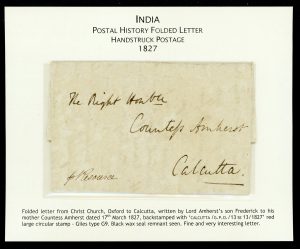 INDIA
POSTAL HISTORY FOLDED LETTER
HANDSTRUCK POSTAGE
1827
The Right Honble
Countess Amherst
Calcutta.
Folded letter from Christ Church, Oxford to Calcutta, written by Lord Amherst's son Frederick to his
mother Countess Amherst dated 17th March 1827, backstamped with "CALCUTTA /G.P.O./13 SE 13/1827" red
large circular stamp - Giles type G9. Black wax seal remnant seen. Fine and very interesting letter.